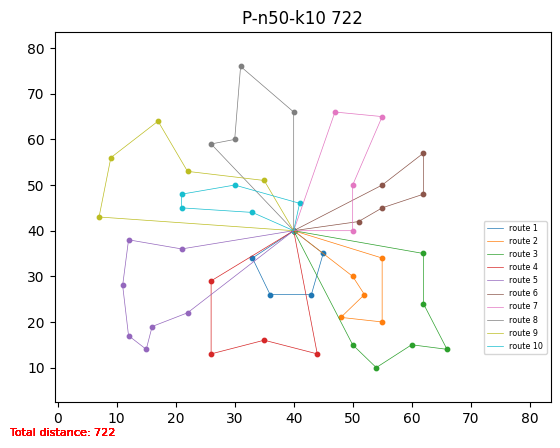 P-n50-k10 722
80
70
60
50
40
30
20
10
0 10 20 30 40 50 60 70 80
route 1
route 2
route 3
route 4
route 5
route 6
route 7
route 8
route 9
route 10
Total distance: 722